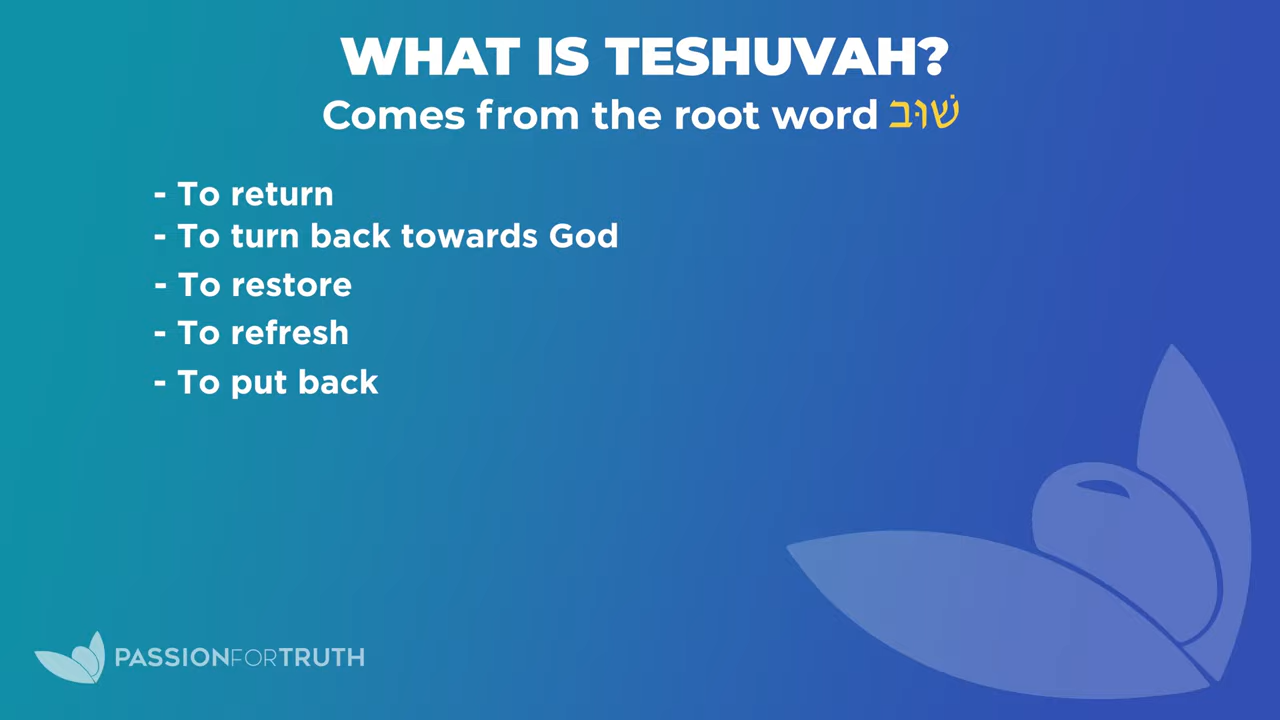 WHAT IS TESHUVAH?
Comes from the root word שׁוּב
- To return
- To turn back towards God
- To restore
- To refresh
- To put back
PASSIONFORTRUTH